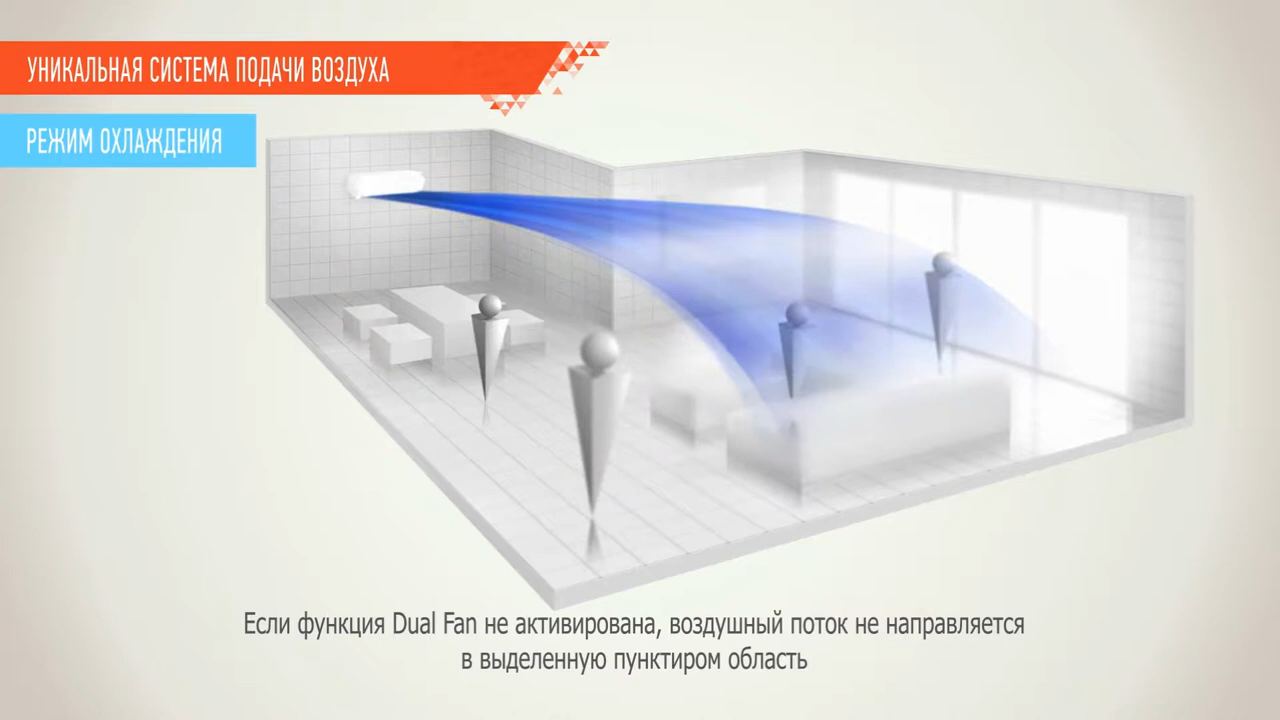 УНИКАЛЬНАЯ СИСТЕМА ПОДАЧИ ВОЗДУХА
РЕЖИМ ОХЛАЖДЕНИЯ
Если функция Dual Fan не активирована, воздушный поток не направляется
в выделенную пунктиром область